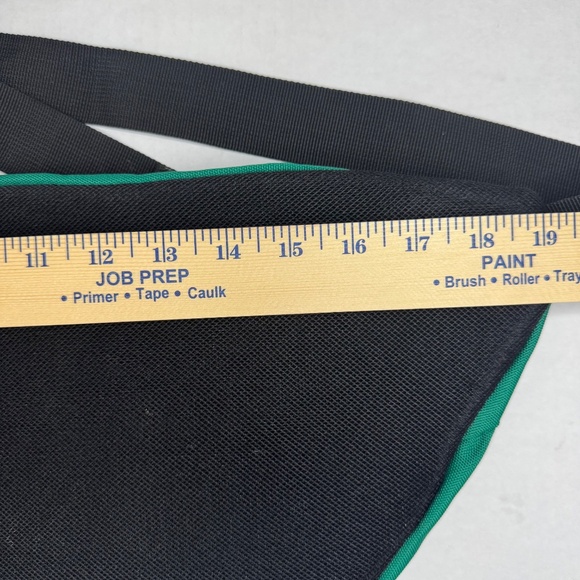 11 12 13 14 15 16 17 18 19
JOB PREP
• Primer • Tape • Caulk
PAINT
• Brush • Roller • Tray